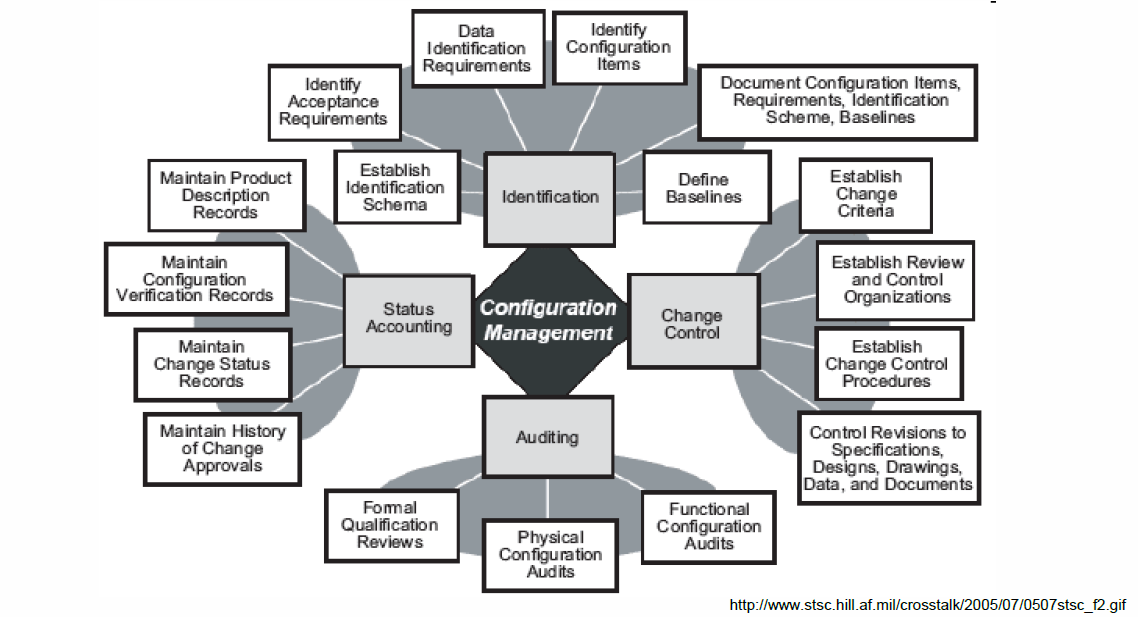 Data
Identification
Requirements
Identify
Configuration
Items
Identify
Acceptance
Requirements
Document Configuration Items,
Requirements, Identification
Scheme, Baselines
Establish
Identification
Schema
Identification
Define
Baselines
Maintain Product
Description
Records
Establish
Change
Criteria
Maintain
Configuration
Verification Records
Establish Review
and Control
Organizations
Status
Accounting
Configuration
Management
Change
Control
Maintain
Change Status
Records
Establish
Change Control
Procedures
Maintain History
of Change
Approvals
Auditing
Control Revisions to
Specifications,
Designs, Drawings,
Data, and Documents
Formal
Qualification
Reviews
Physical
Configuration
Audits
Functional
Configuration
Audits
http://www.stsc.hill.af.mil/crosstalk/2005/07/0507stsc_f2.gif